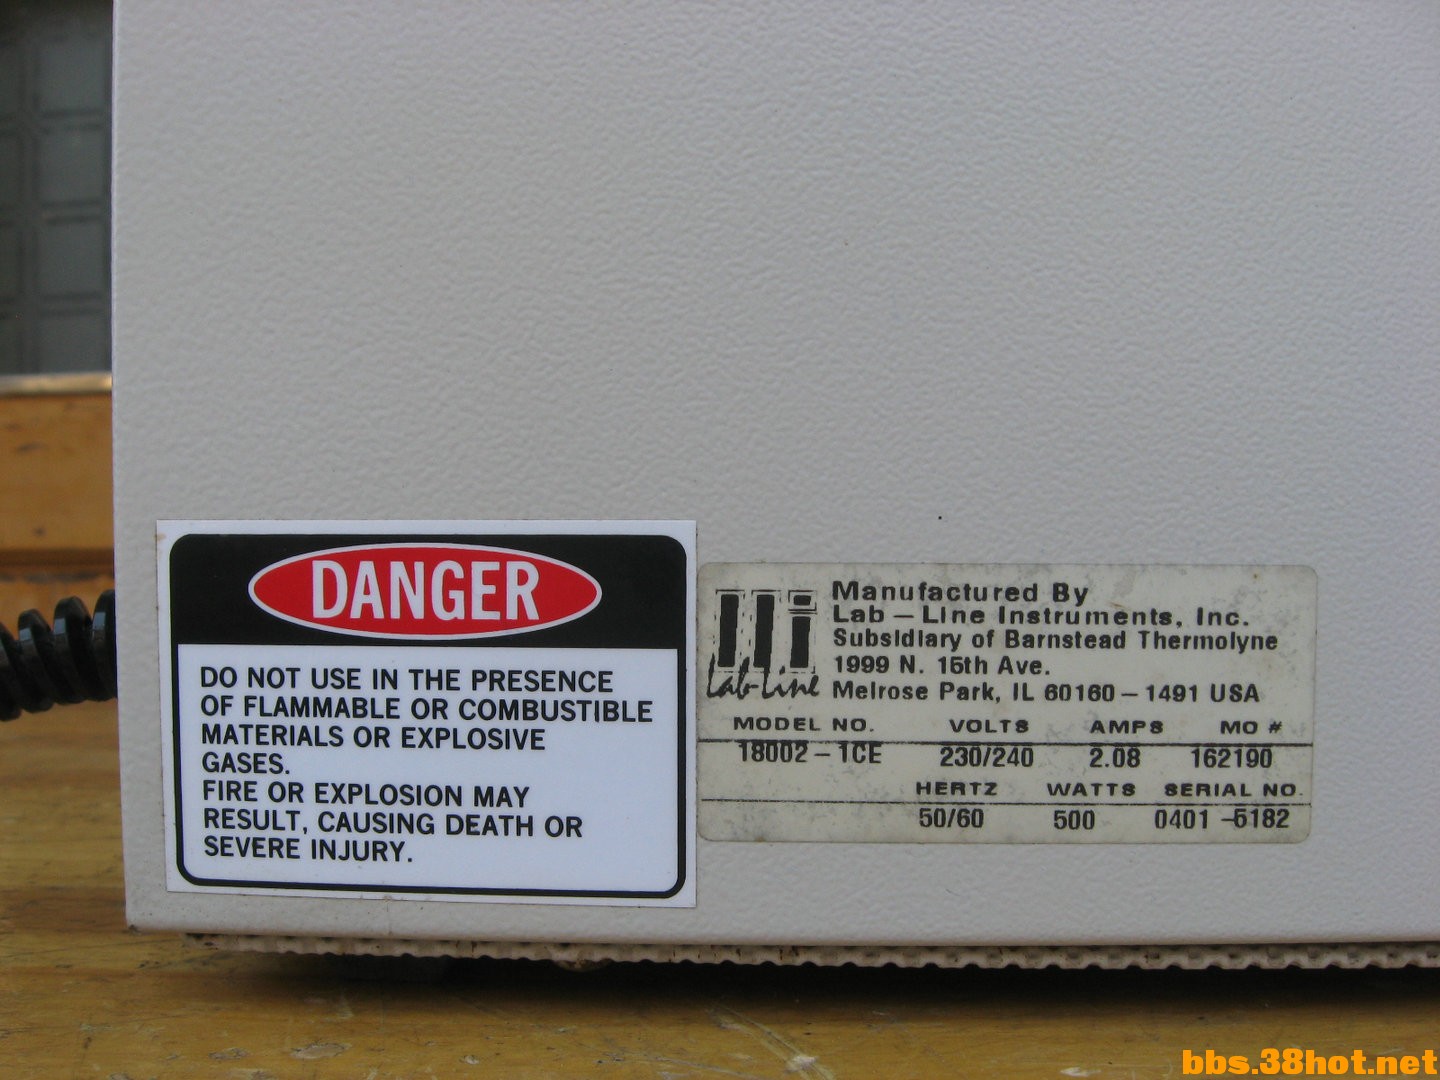 DANGER
DO NOT USE IN THE PRESENCE
OF FLAMMABLE OR COMBUSTIBLE
MATERIALS OR EXPLOSIVE
GASES.
FIRE OR EXPLOSION MAY
RESULT, CAUSING DEATH OR
SEVERE INJURY.
lli
Lab-Line
Manufactured By
Lab – Line Instruments, Inc.
Subsidiary of Barnstead Thermolyne
1999 N. 15th Ave.
Melrose Park, IL 60160 – 1491 USA
MODEL NO. VOLTS AMPS MO #
18002 – 1CE 230/240 2.08 162190
HERTZ WATTS SERIAL NO.
50/60 500 0401 –5182
bbs.38hot.net